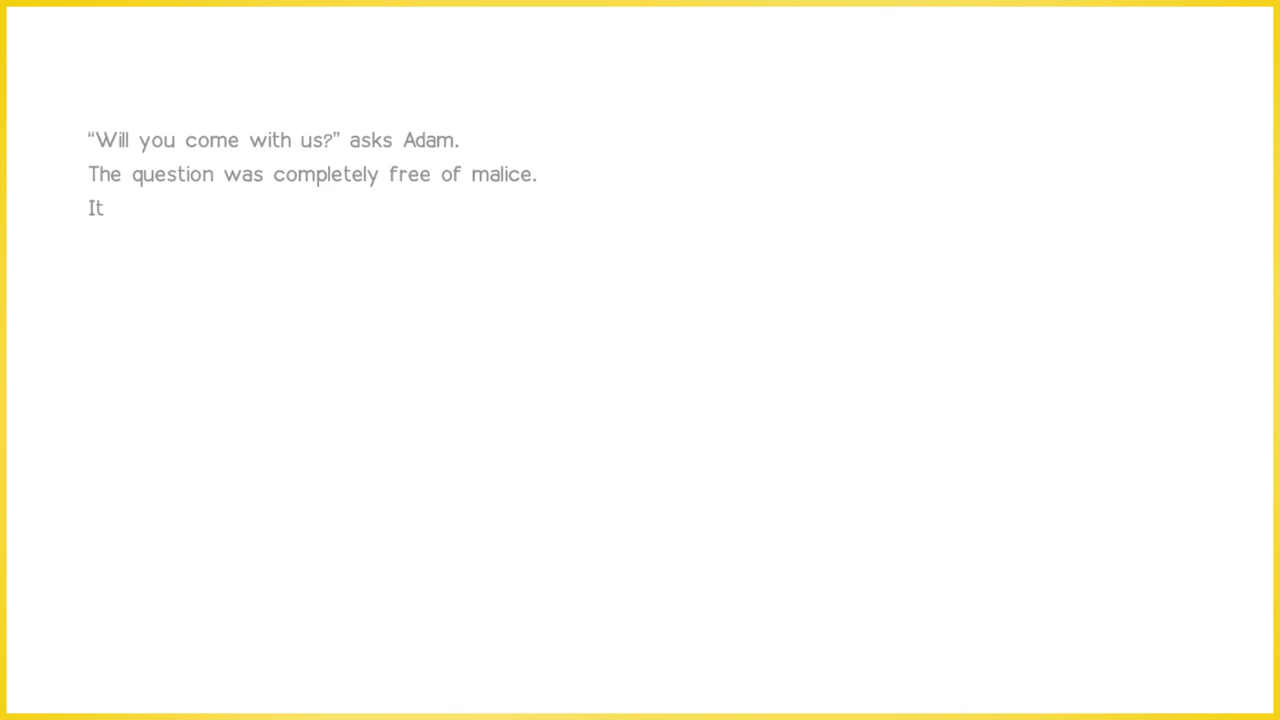 “Will you come with us?” asks Adam.
The question was completely free of malice.
It